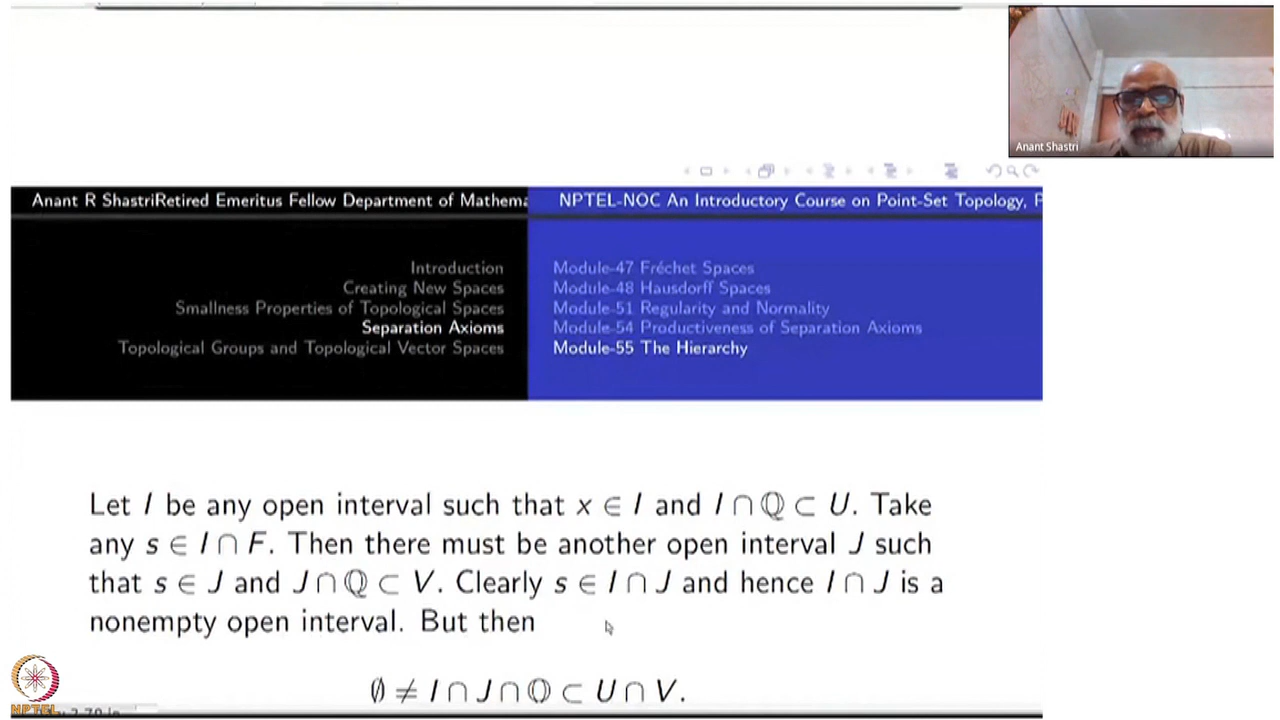 Anant Shastri
Anant R ShastriRetired Emeritus Fellow Department of Mathema
NPTEL-NOC An Introductory Course on Point-Set Topology, P
Introduction
Creating New Spaces
Smallness Properties of Topological Spaces
Separation Axioms
Topological Groups and Topological Vector Spaces
Module-47 Fréchet Spaces
Module-48 Hausdorff Spaces
Module-51 Regularity and Normality
Module-54 Productiveness of Separation Axioms
Module-55 The Hierarchy
Let I be any open interval such that x ∈ I and I ∩ ℚ ⊂ U. Take
any s ∈ I ∩ F. Then there must be another open interval J such
that s ∈ J and J ∩ ℚ ⊂ V. Clearly s ∈ I ∩ J and hence I ∩ J is a
nonempty open interval. But then
∅ ≠ I ∩ J ∩ ℚ ⊂ U ∩ V.
NPTEL